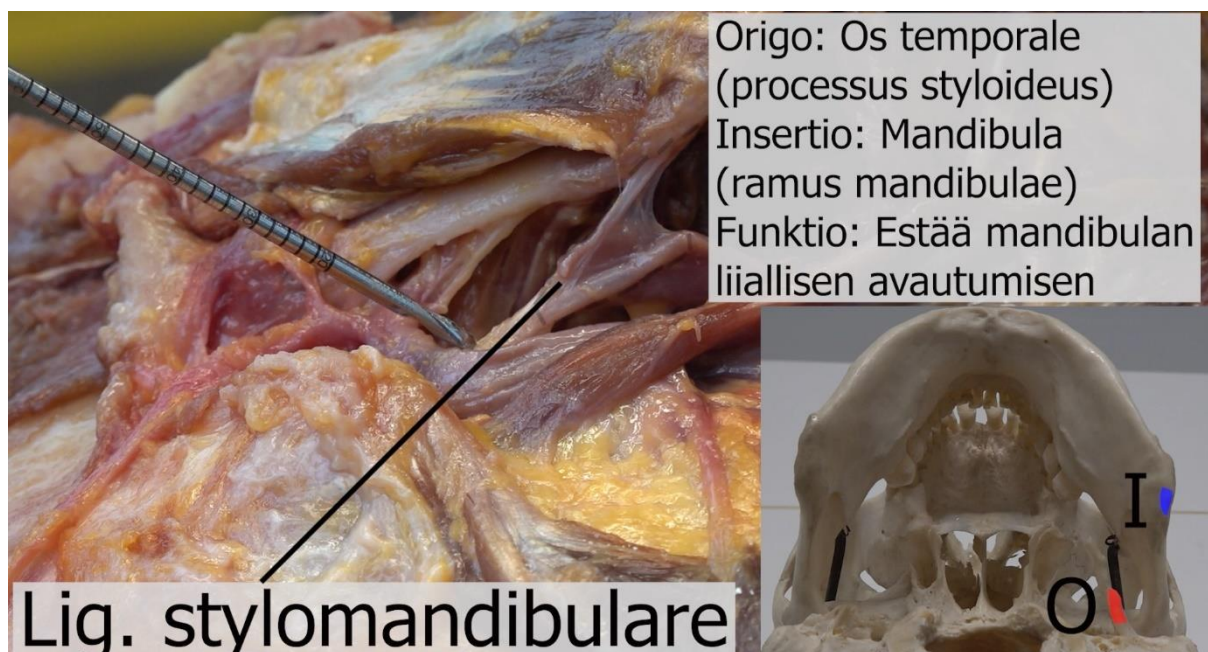 Origo: Os temporale
(processus styloideus)
Insertio: Mandibula
(ramus mandibulae)
Funktio: Estää mandibulan
liiallisen avautumisen
I
O
Lig. stylomandibulare